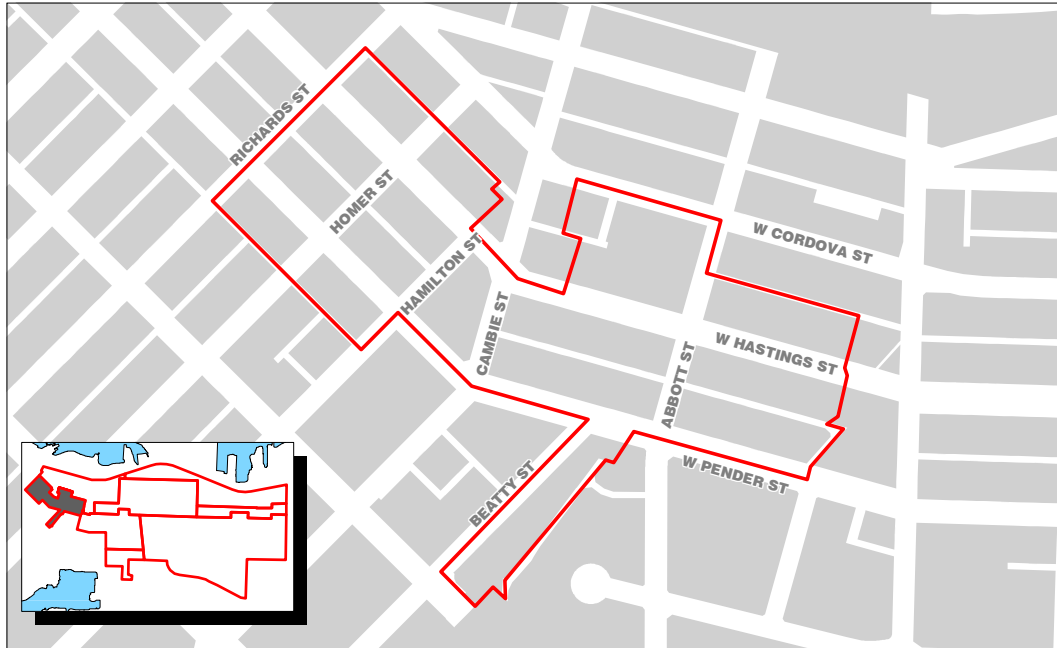 RICHARDS ST
HOMER ST
HAMILTON ST
W CORDOVA ST
CAMBIE ST
W HASTINGS ST
ABBOTT ST
W PENDER ST
BEATTY ST